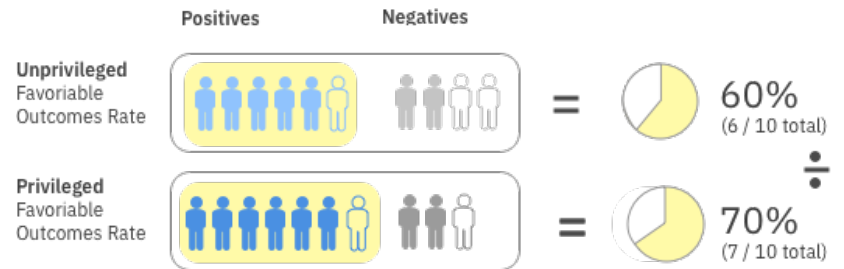 Positives
Negatives
Unprivileged
Favoriable
Outcomes Rate
=
60%
(6 / 10 total)
÷
Privileged
Favoriable
Outcomes Rate
=
70%
(7 / 10 total)